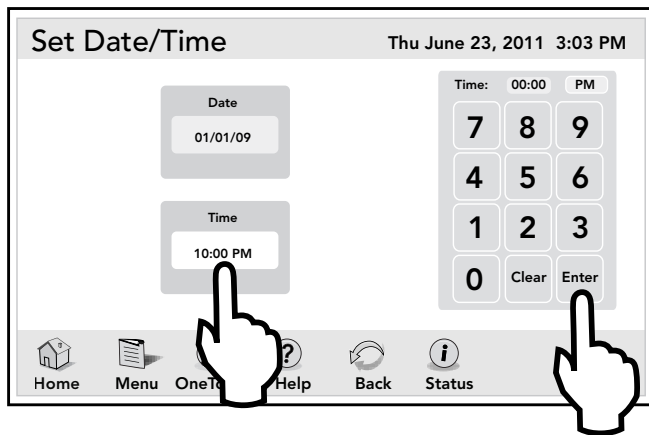 Set Date/Time
Thu June 23, 2011 3:03 PM
Date
01/01/09
Time
10:00 PM
Time: 00:00 PM
7 8 9
4 5 6
1 2 3
0 Clear Enter
Home Menu Help Back Status